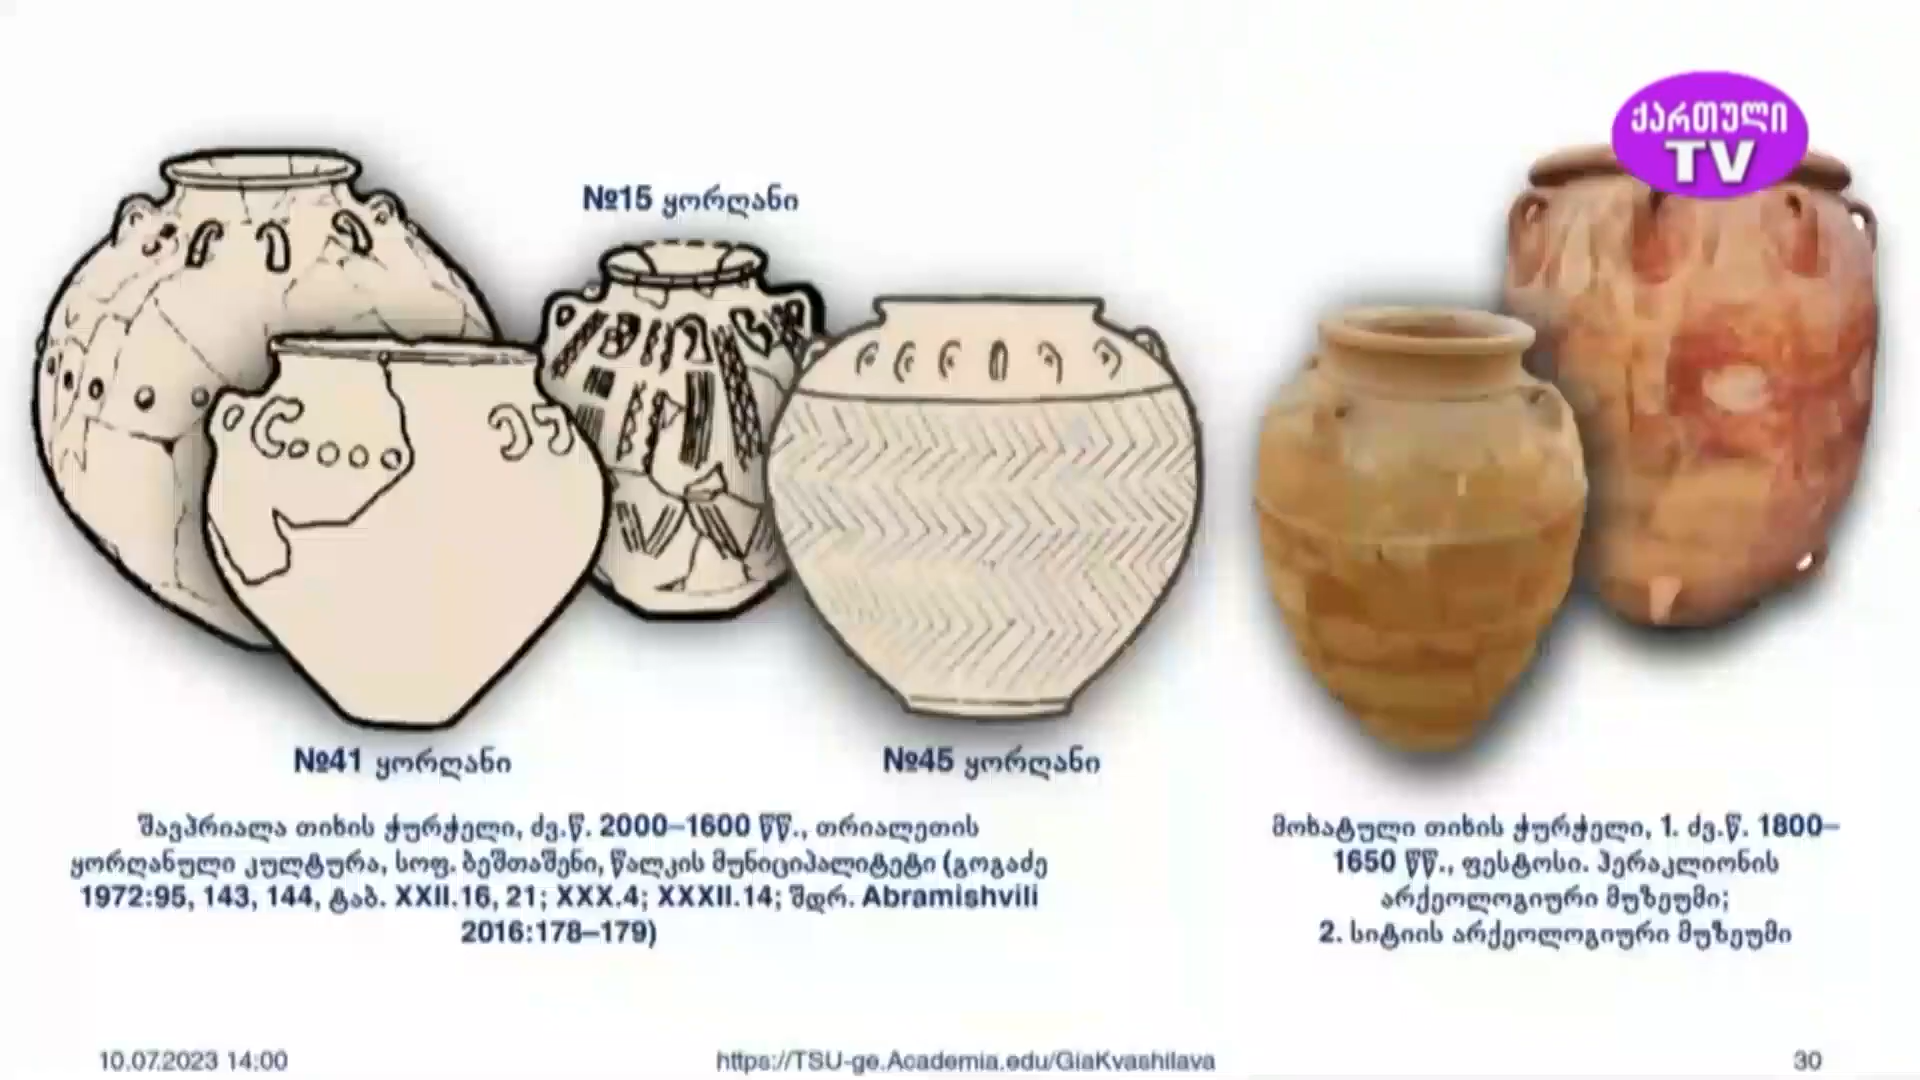 ქართული
TV
№15 ყორღანი
№41 ყორღანი
№45 ყორღანი
შავპრიალა თიხის ჭურჭელი, ძვ.წ. 2000–1600 წწ., თრიალეთის
ყორღანული კულტურა, სოფ. ბეშთაშენი, წალკის მუნიციპალიტეტი (გოგაძე
1972:95, 143, 144, ტაბ. XXII.16, 21; XXX.4; XXXII.14; შდრ. Abramishvili
2016:178–179)
მოხატული თიხის ჭურჭელი, 1. ძვ.წ. 1800–
1650 წწ., ფესტოსი. ჰერაკლიონის
არქეოლოგიური მუზეუმი;
2. სიტიის არქეოლოგიური მუზეუმი
10.07.2023 14:00
https://TSU-ge.Academia.edu/GiaKvashilava
30